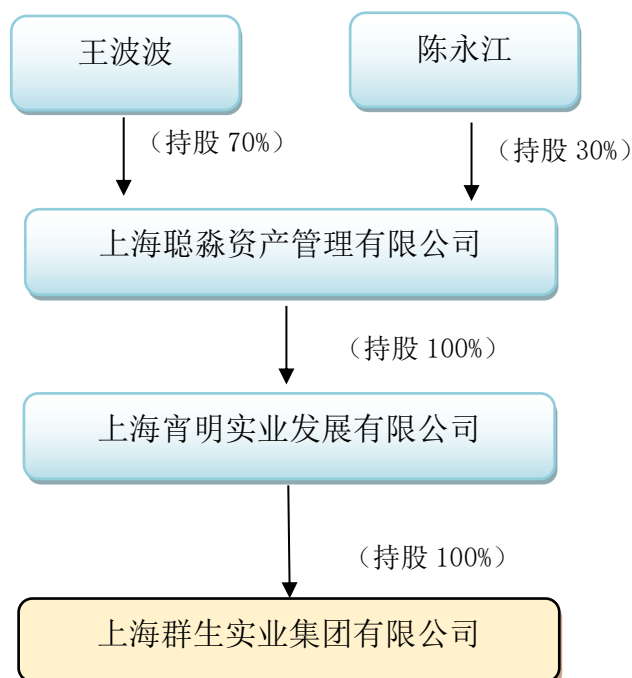 王波波
陈永江
（持股 70%）
（持股 30%）
上海聪淼资产管理有限公司
（持股 100%）
上海宵明实业发展有限公司
（持股 100%）
上海群生实业集团有限公司